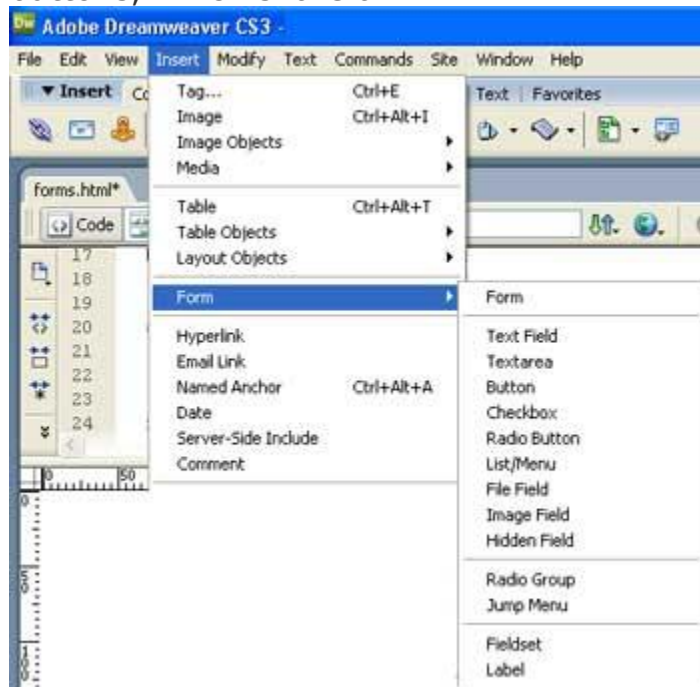 Adobe Dreamweaver CS3 -
File Edit View Insert Modify Text Commands Site Window Help
▼ Insert Text Favorites
Tag... Ctrl+E
Image Ctrl+Alt+I
Image Objects
Media
forms.html*
Code
Table Ctrl+Alt+T
Table Objects
Layout Objects
17
18
19
20
21
22
23
24
Form
Hyperlink
Email Link
Named Anchor Ctrl+Alt+A
Date
Server-Side Include
Comment
Form
Text Field
Textarea
Button
Checkbox
Radio Button
List/Menu
File Field
Image Field
Hidden Field
Radio Group
Jump Menu
Fieldset
Label
0 50
0
50